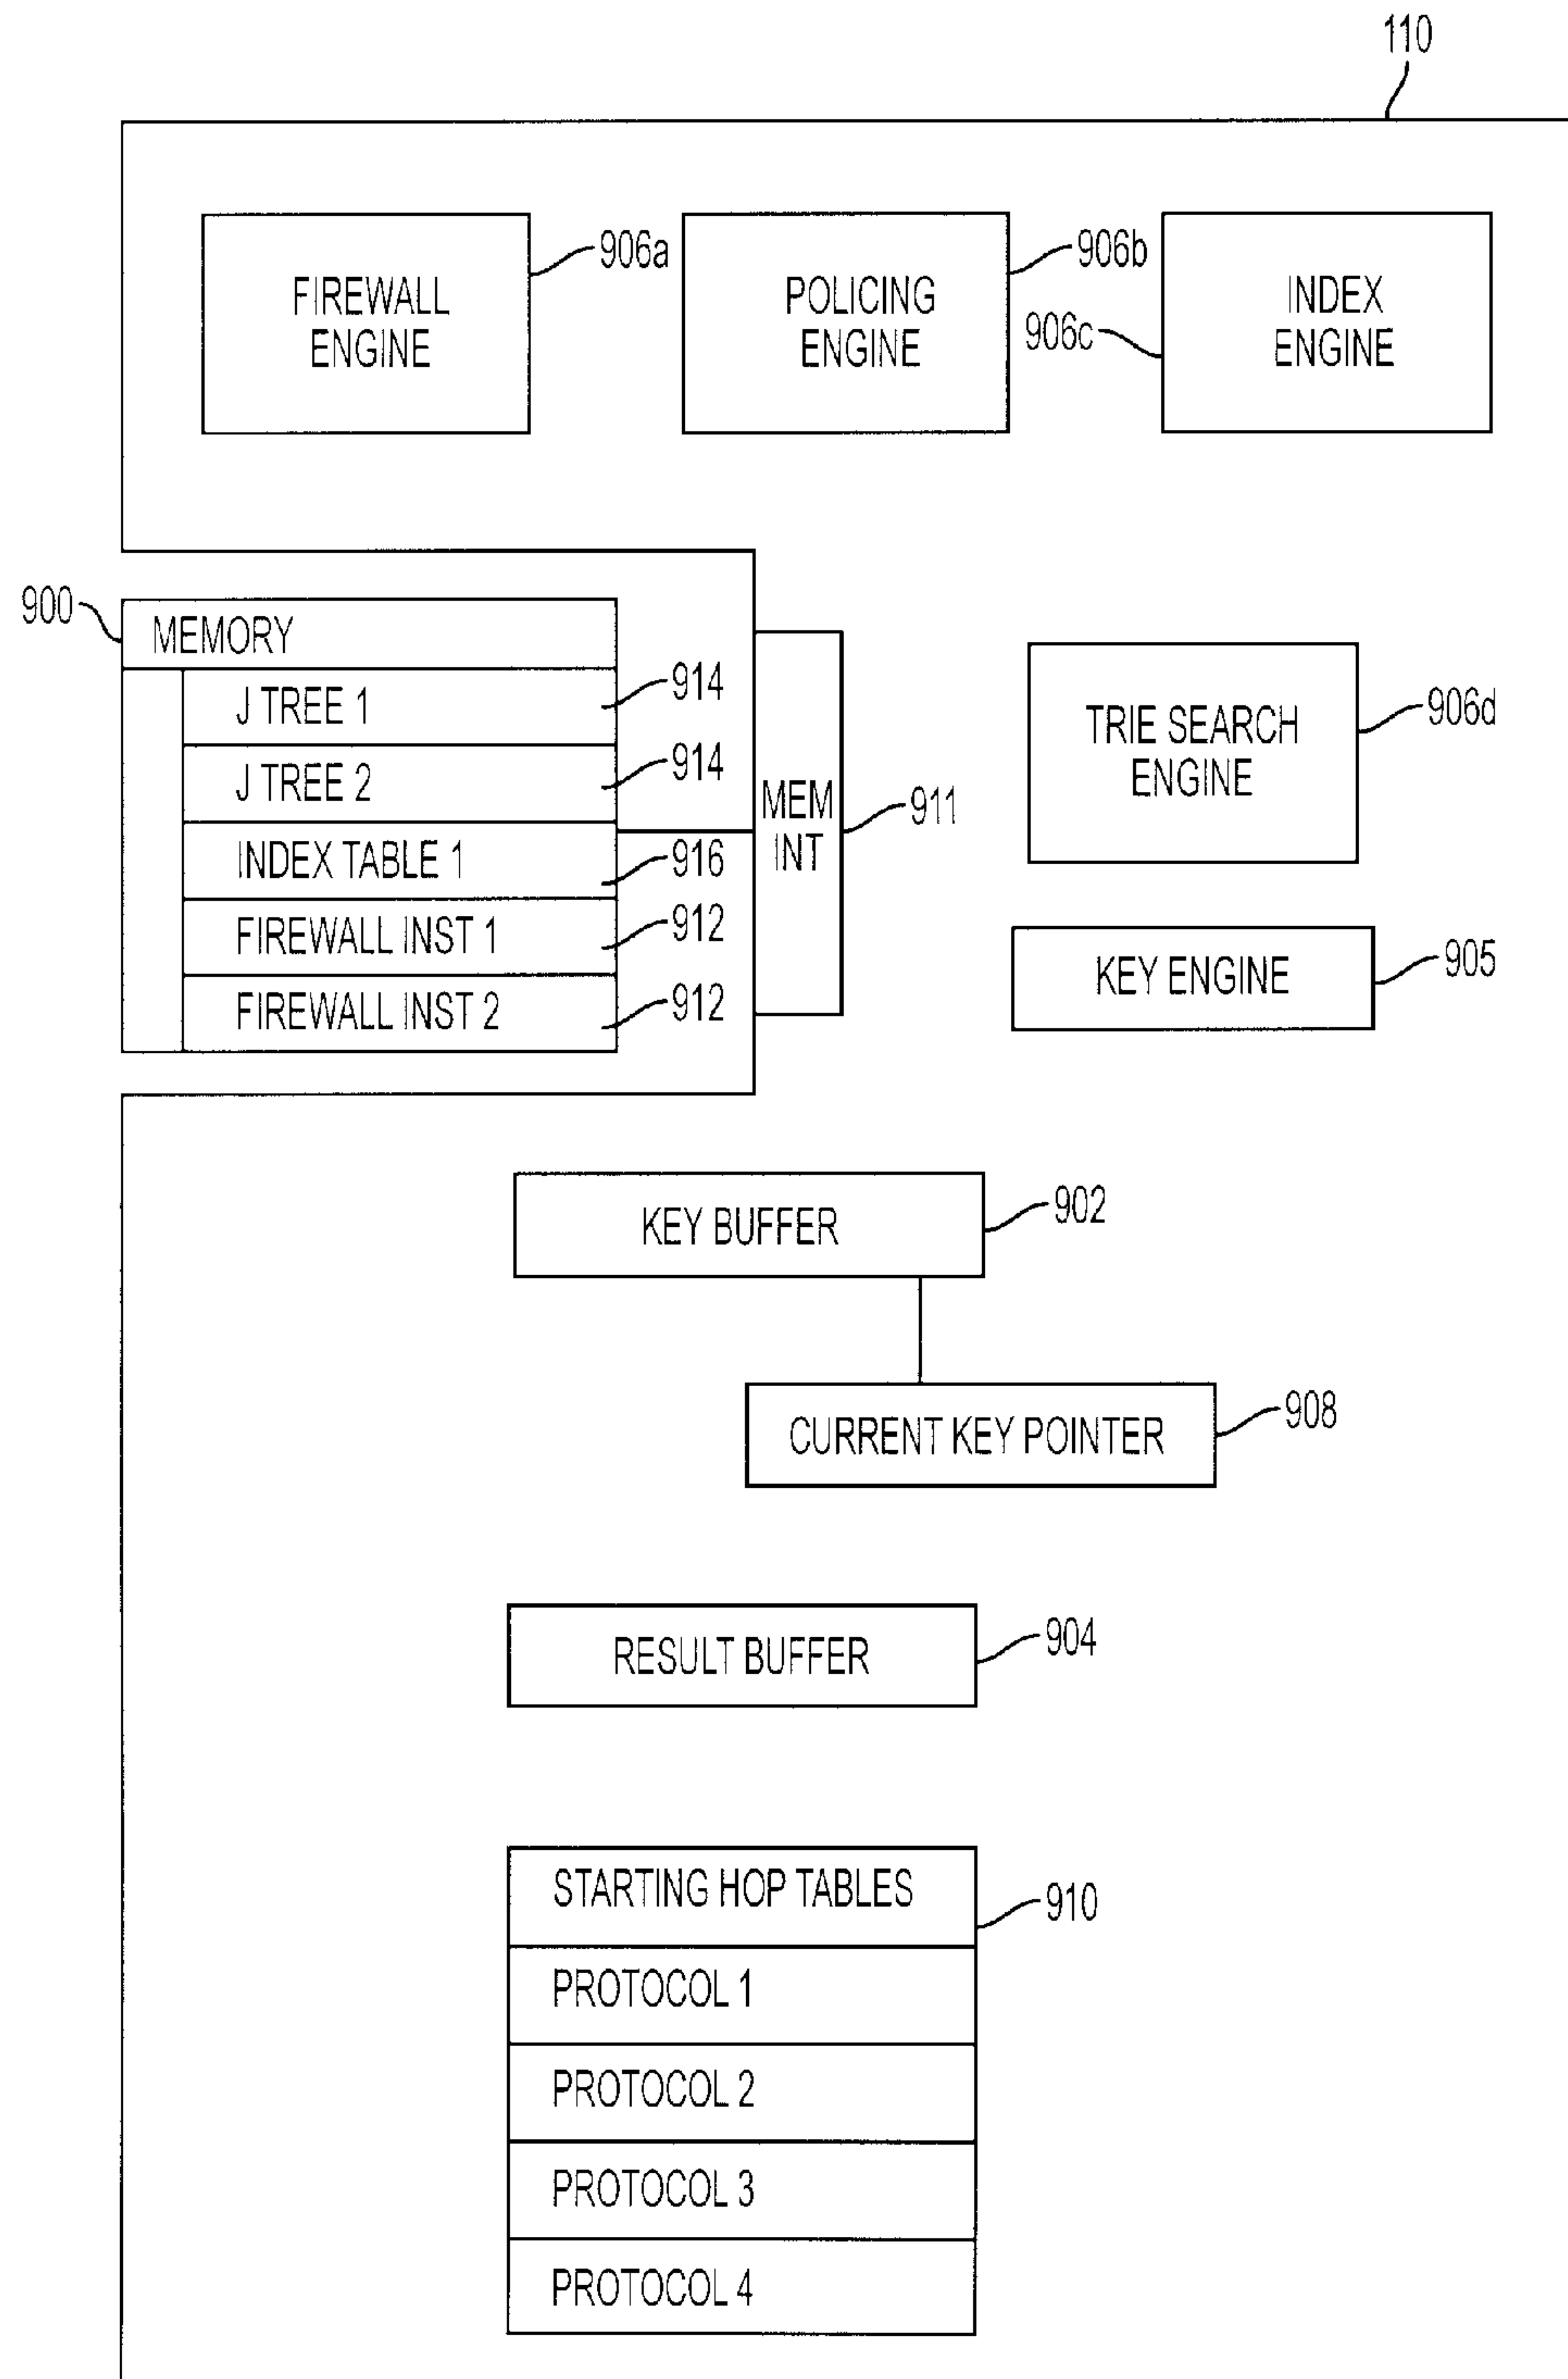 110
FIREWALL
ENGINE
906a
POLICING
ENGINE
906b
906c
INDEX
ENGINE
900
MEMORY
J TREE 1
914
J TREE 2
914
INDEX TABLE 1
916
FIREWALL INST 1
912
FIREWALL INST 2
912
MEM
INT
911
TRIE SEARCH
ENGINE
906d
KEY ENGINE
905
KEY BUFFER
902
CURRENT KEY POINTER
908
RESULT BUFFER
904
STARTING HOP TABLES
910
PROTOCOL 1
PROTOCOL 2
PROTOCOL 3
PROTOCOL 4